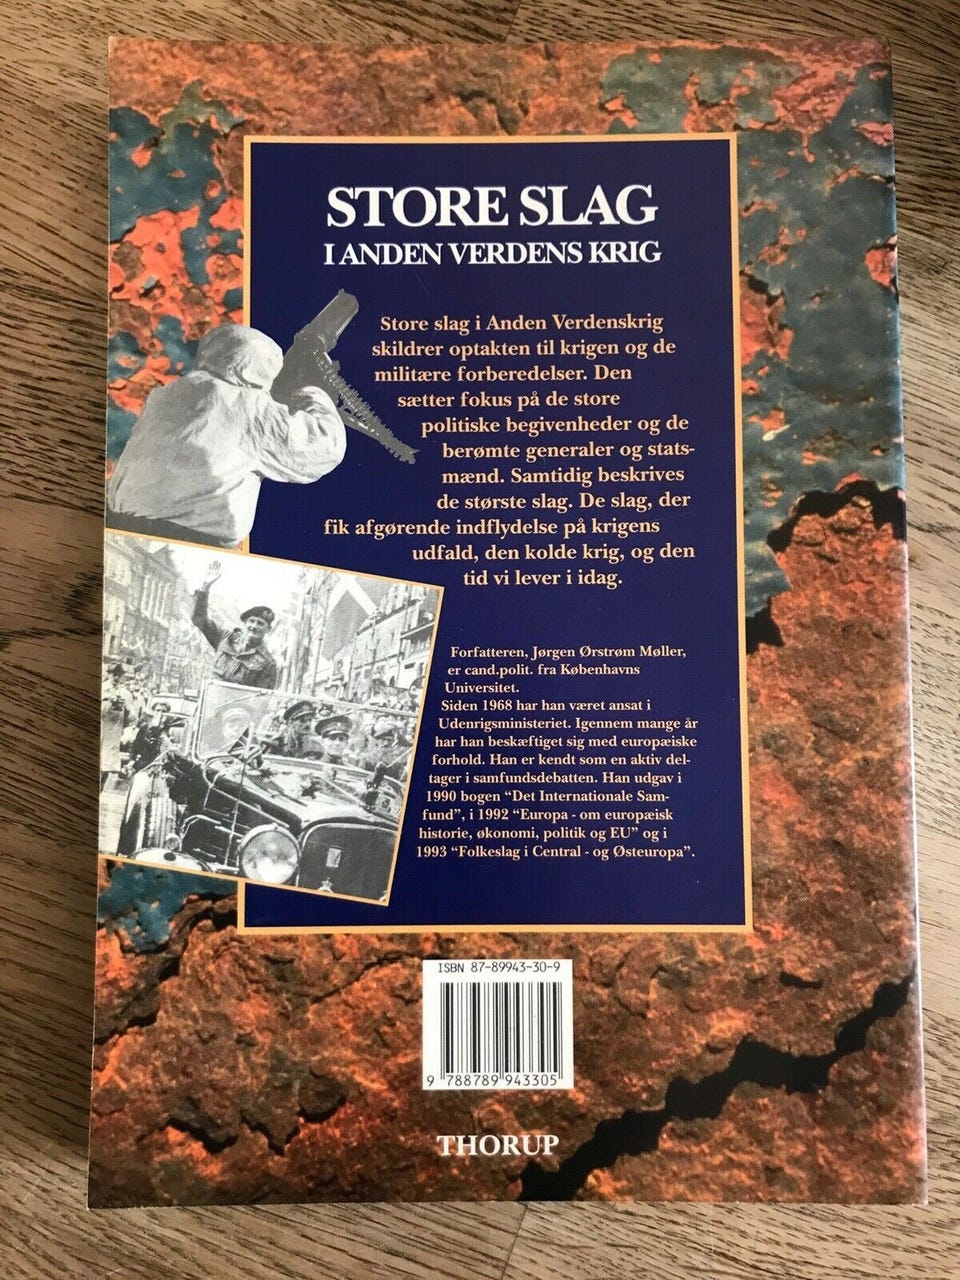 STORE SLAG
I ANDEN VERDENS KRIG
Store slag i Anden Verdenskrig
skildrer optakten til krigen og de
militære forberedelser. Den
sætter fokus på de store
politiske begivenheder og de
berømte generaler og stats-
mænd. Samtidig beskrives
de største slag. De slag, der
fik afgørende indflydelse på krigens
udfald, den kolde krig, og den
tid vi lever i idag.
Forfatteren, Jørgen Ørstrøm Møller,
er cand.polit. fra Københavns
Universitet.
Siden 1968 har han været ansat i
Udenrigsministeriet. Igennem mange år
har han beskæftiget sig med europæiske
forhold. Han er kendt som en aktiv del-
tager i samfundsdebatten. Han udgav i
1990 bogen “Det Internationale Sam-
fund”, i 1992 “Europa - om europæisk
historie, økonomi, politik og EU” og i
1993 “Folkeslag i Central - og Østeuropa”.
ISBN 87-89943-30-9
9 788789 943305
THORUP